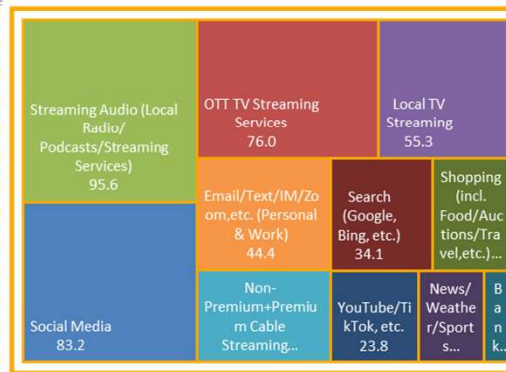 Streaming Audio (Local
Radio/
Podcasts/Streaming
Services)
95.6
OTT TV Streaming
Services
76.0
Local TV
Streaming
55.3
Email/Text/IM/Zo
om,etc. (Personal
& Work)
44.4
Search
(Google,
Bing, etc.)
34.1
Shopping
(incl.
Food/Auc
tions/Tra
vel,etc.)...
Social Media
83.2
Non-
Premium+Premiu
m Cable
Streaming...
YouTube/Ti
kTok, etc.
23.8
News/
Weathe
r/Sports
...
B
a
n
k...